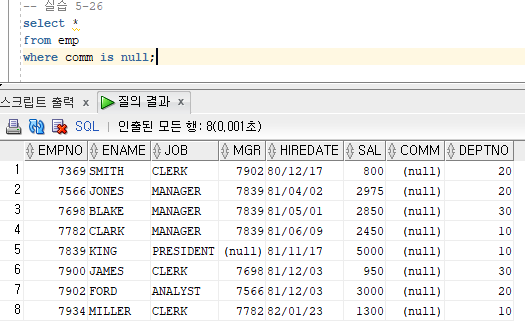 -- 실습 5-26
select *
from emp
where comm is null;
스크립트 출력 x 질의 결과 x
SQL | 인출된 모든 행: 8(0,001초)
EMPNO ENAME JOB MGR HIREDATE SAL COMM DEPTNO
1 7369 SMITH CLERK 7902 80/12/17 800 (null) 20
2 7566 JONES MANAGER 7839 81/04/02 2975 (null) 20
3 7698 BLAKE MANAGER 7839 81/05/01 2850 (null) 30
4 7782 CLARK MANAGER 7839 81/06/09 2450 (null) 10
5 7839 KING PRESIDENT (null) 81/11/17 5000 (null) 10
6 7900 JAMES CLERK 7698 81/12/03 950 (null) 30
7 7902 FORD ANALYST 7566 81/12/03 3000 (null) 20
8 7934 MILLER CLERK 7782 82/01/23 1300 (null) 10